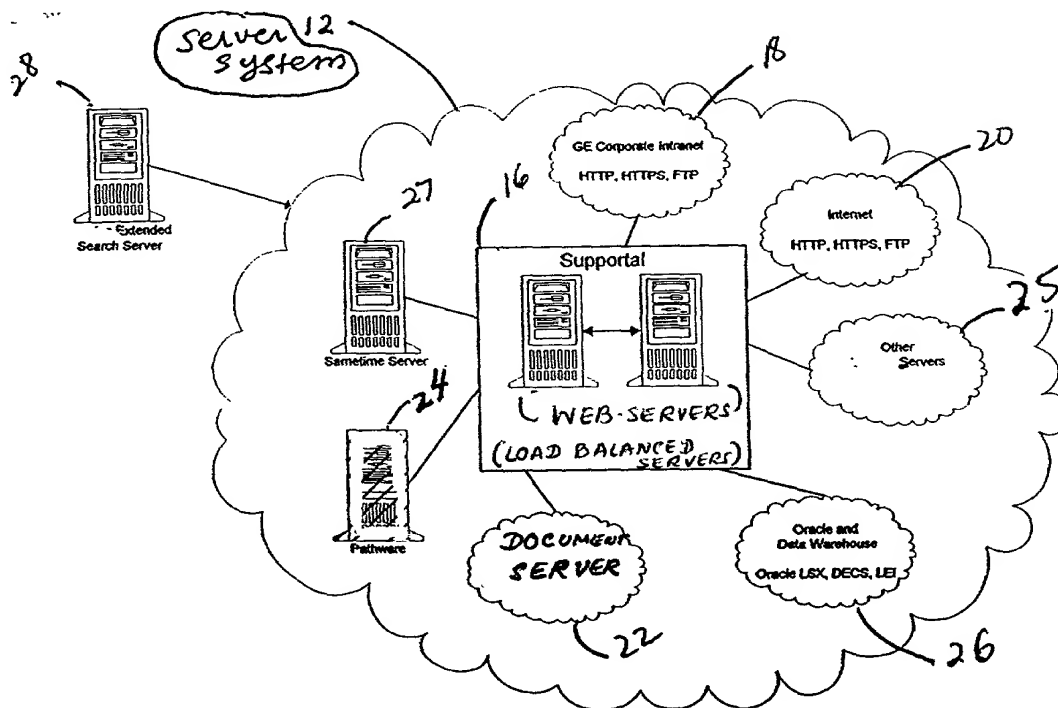 server 12
system
18
28
GE Corporate Intranet
HTTP, HTTPS, FTP
20
Internet
HTTP, HTTPS, FTP
Extended
Search Server
27
16
Supportal
25
Other
Servers
Sametime Server
(WEB-SERVERS)
(LOAD BALANCED
SERVERS)
24
Pathware
DOCUMENT
SERVER
22
Oracle and
Data Warehouse
Oracle LSX, DECS, LEI
26